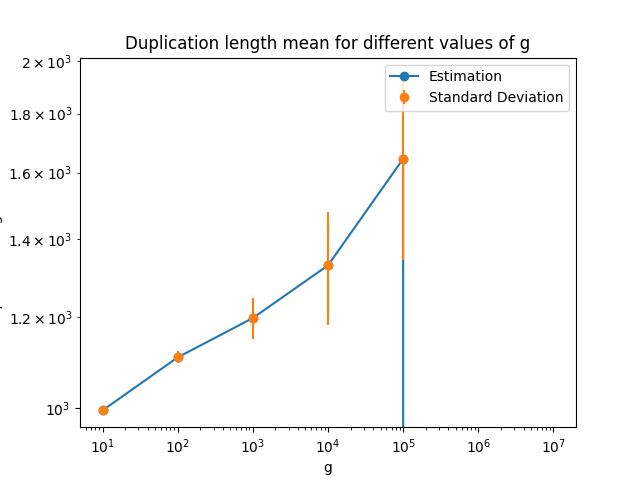 Duplication length mean for different values of g
2 × 10³
1.8 × 10³
1.6 × 10³
1.4 × 10³
1.2 × 10³
10³
Estimation
Standard Deviation
10¹ 10² 10³ 10⁴ 10⁵ 10⁶ 10⁷
g